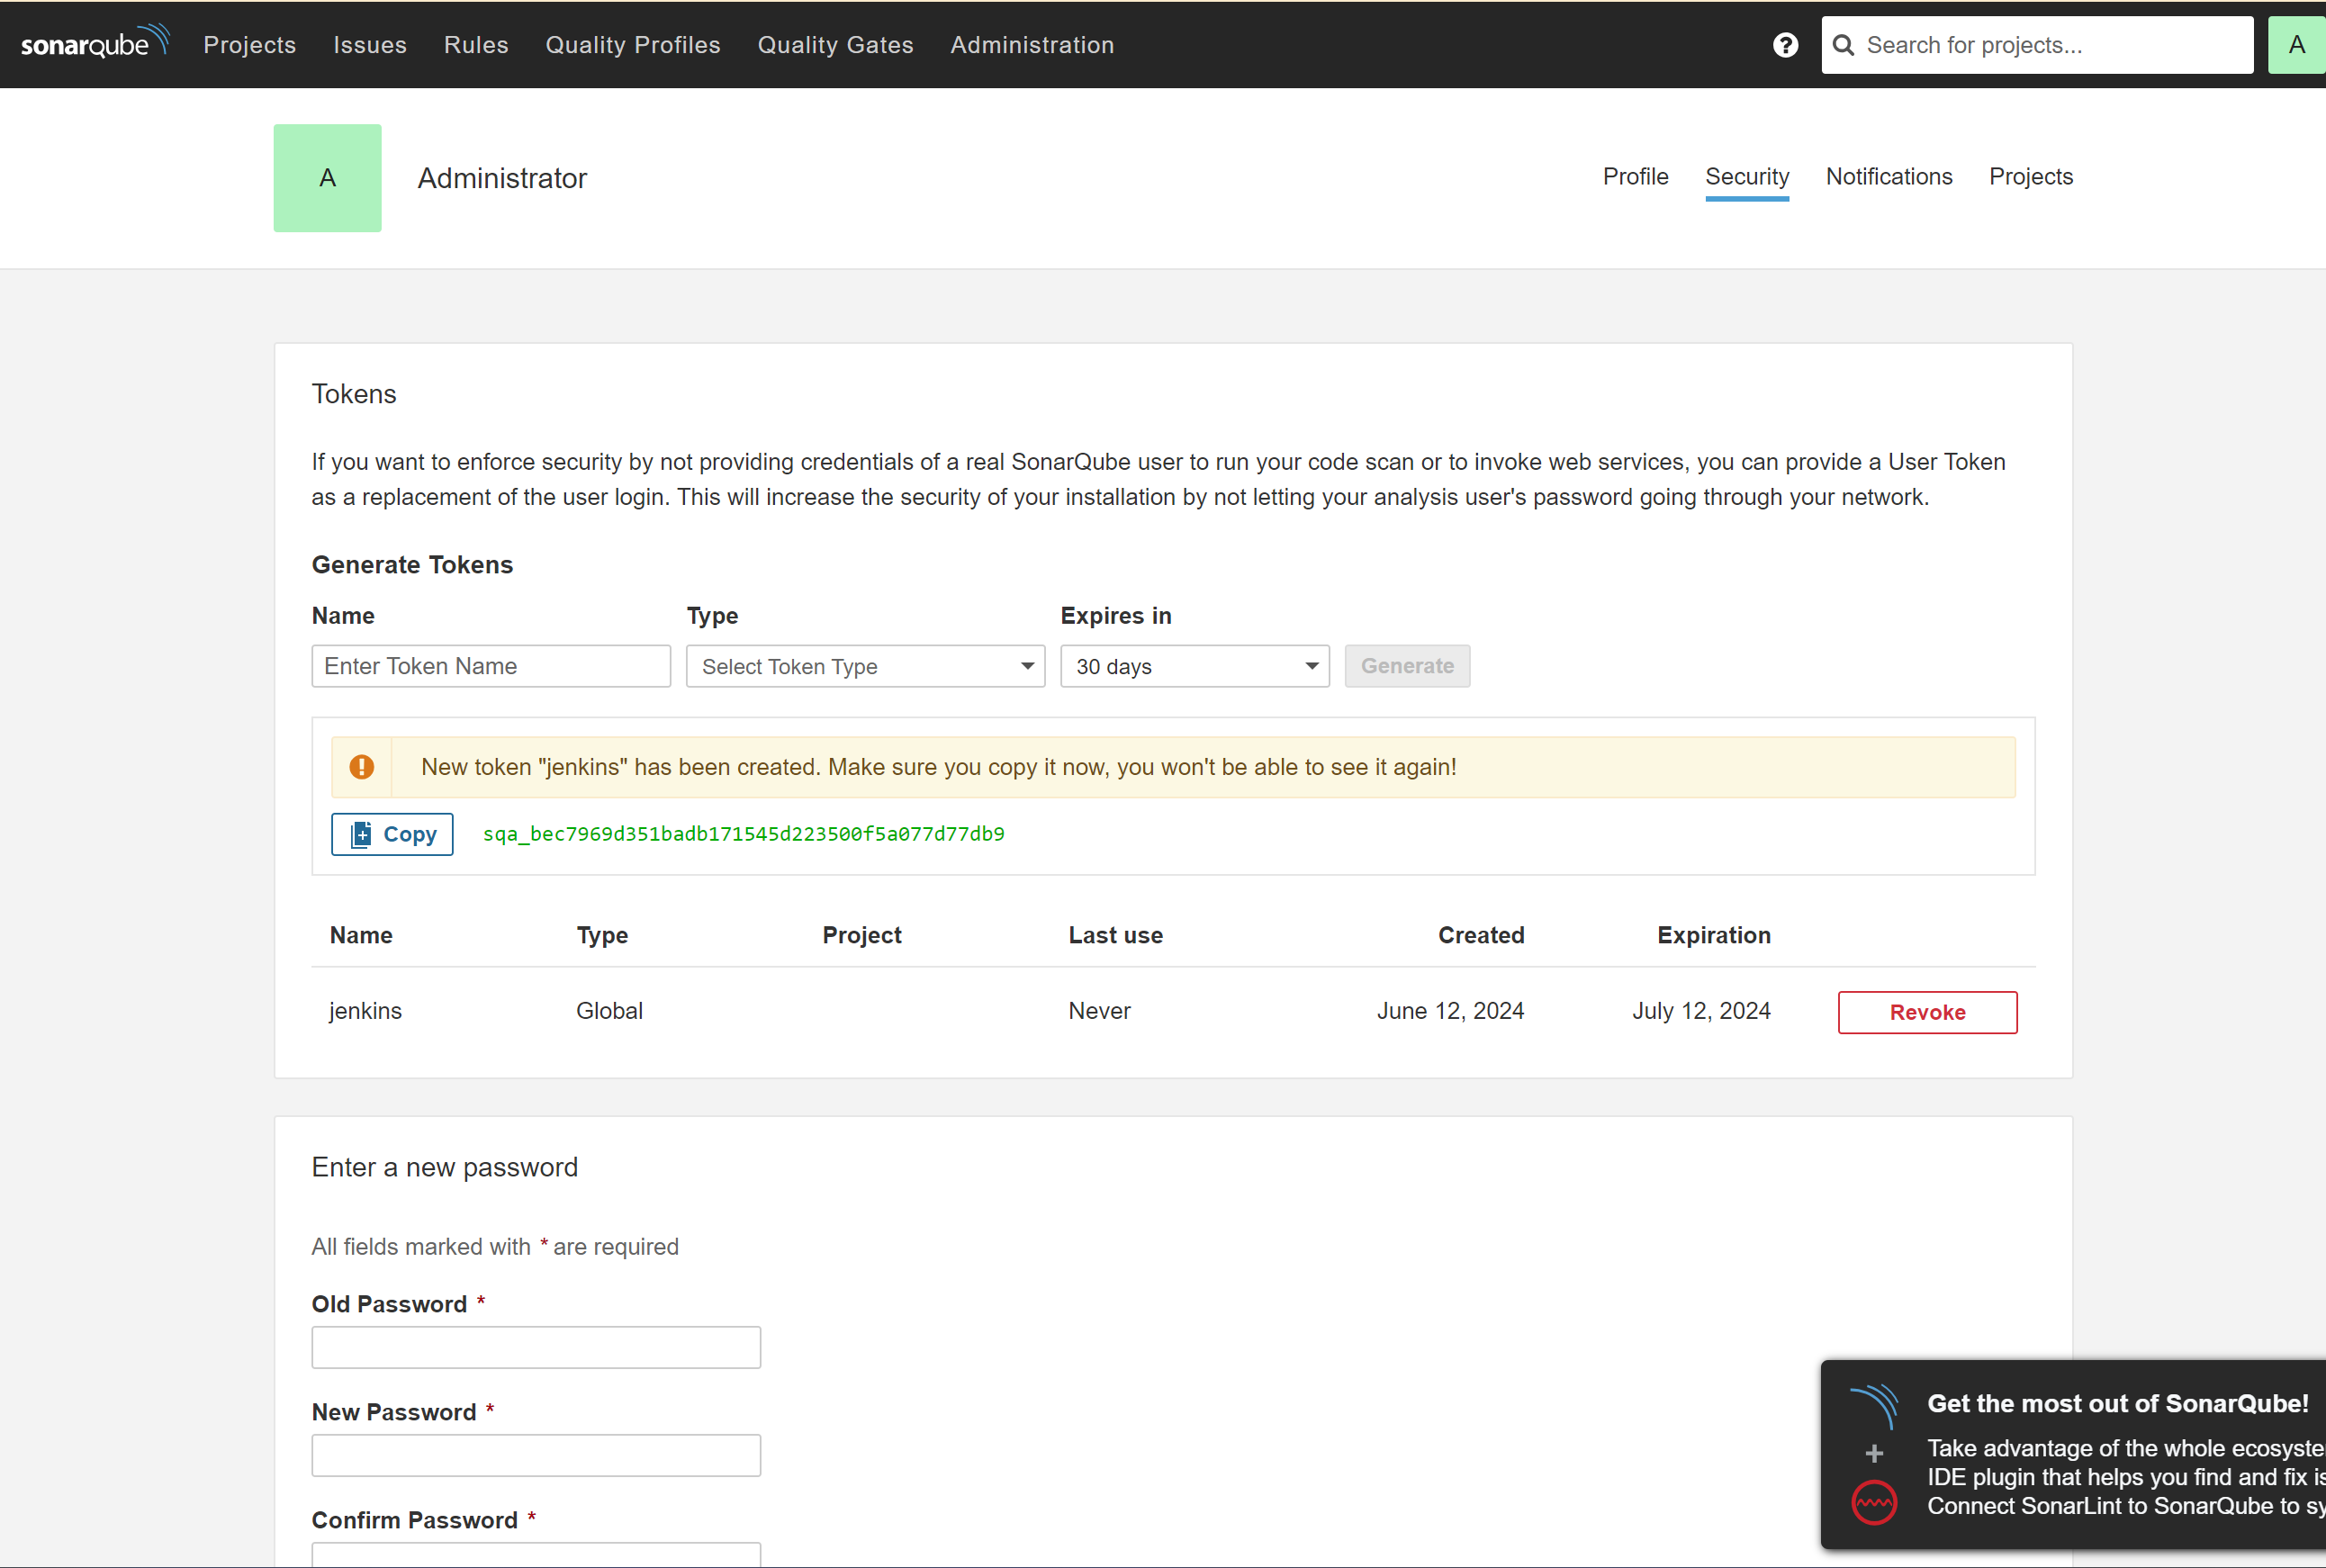 sonarqube Projects Issues Rules Quality Profiles Quality Gates Administration ? Search for projects... A
A Administrator Profile Security Notifications Projects
Tokens
If you want to enforce security by not providing credentials of a real SonarQube user to run your code scan or to invoke web services, you can provide a User Token
as a replacement of the user login. This will increase the security of your installation by not letting your analysis user's password going through your network.
Generate Tokens
Name Type Expires in
Enter Token Name Select Token Type 30 days Generate
New token "jenkins" has been created. Make sure you copy it now, you won't be able to see it again!
Copy sqa_bec7969d351badb171545d223500f5a077d77db9
Name Type Project Last use Created Expiration
jenkins Global Never June 12, 2024 July 12, 2024 Revoke
Enter a new password
All fields marked with * are required
Old Password *
New Password *
Confirm Password *
Get the most out of SonarQube!
Take advantage of the whole ecosyste
IDE plugin that helps you find and fix is
Connect SonarLint to SonarQube to sy